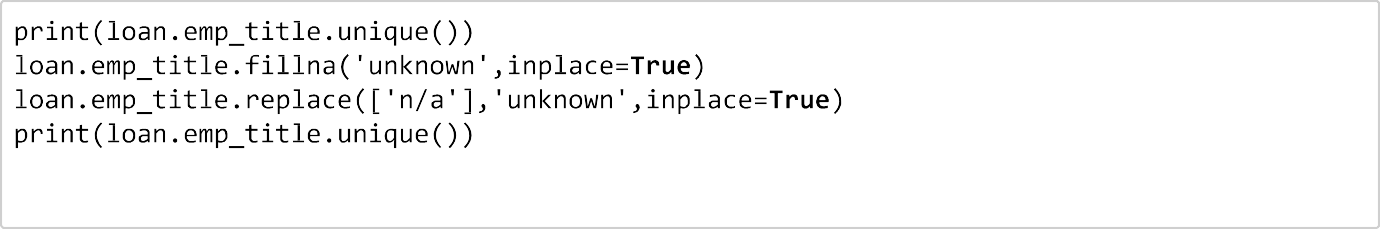 print(loan.emp_title.unique())
loan.emp_title.fillna('unknown',inplace=True)
loan.emp_title.replace(['n/a'],'unknown',inplace=True)
print(loan.emp_title.unique())